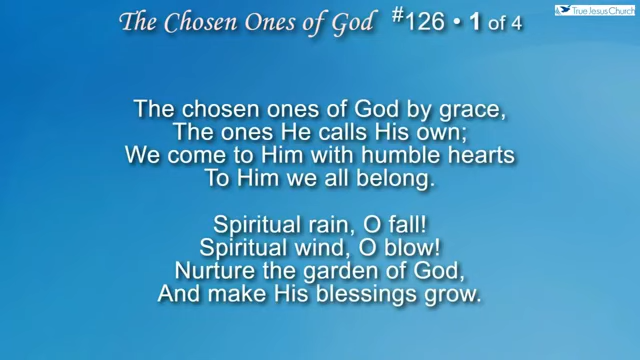 The Chosen Ones of God #126 • 1 of 4
True Jesus Church
The chosen ones of God by grace,
The ones He calls His own;
We come to Him with humble hearts
To Him we all belong.
Spiritual rain, O fall!
Spiritual wind, O blow!
Nurture the garden of God,
And make His blessings grow.